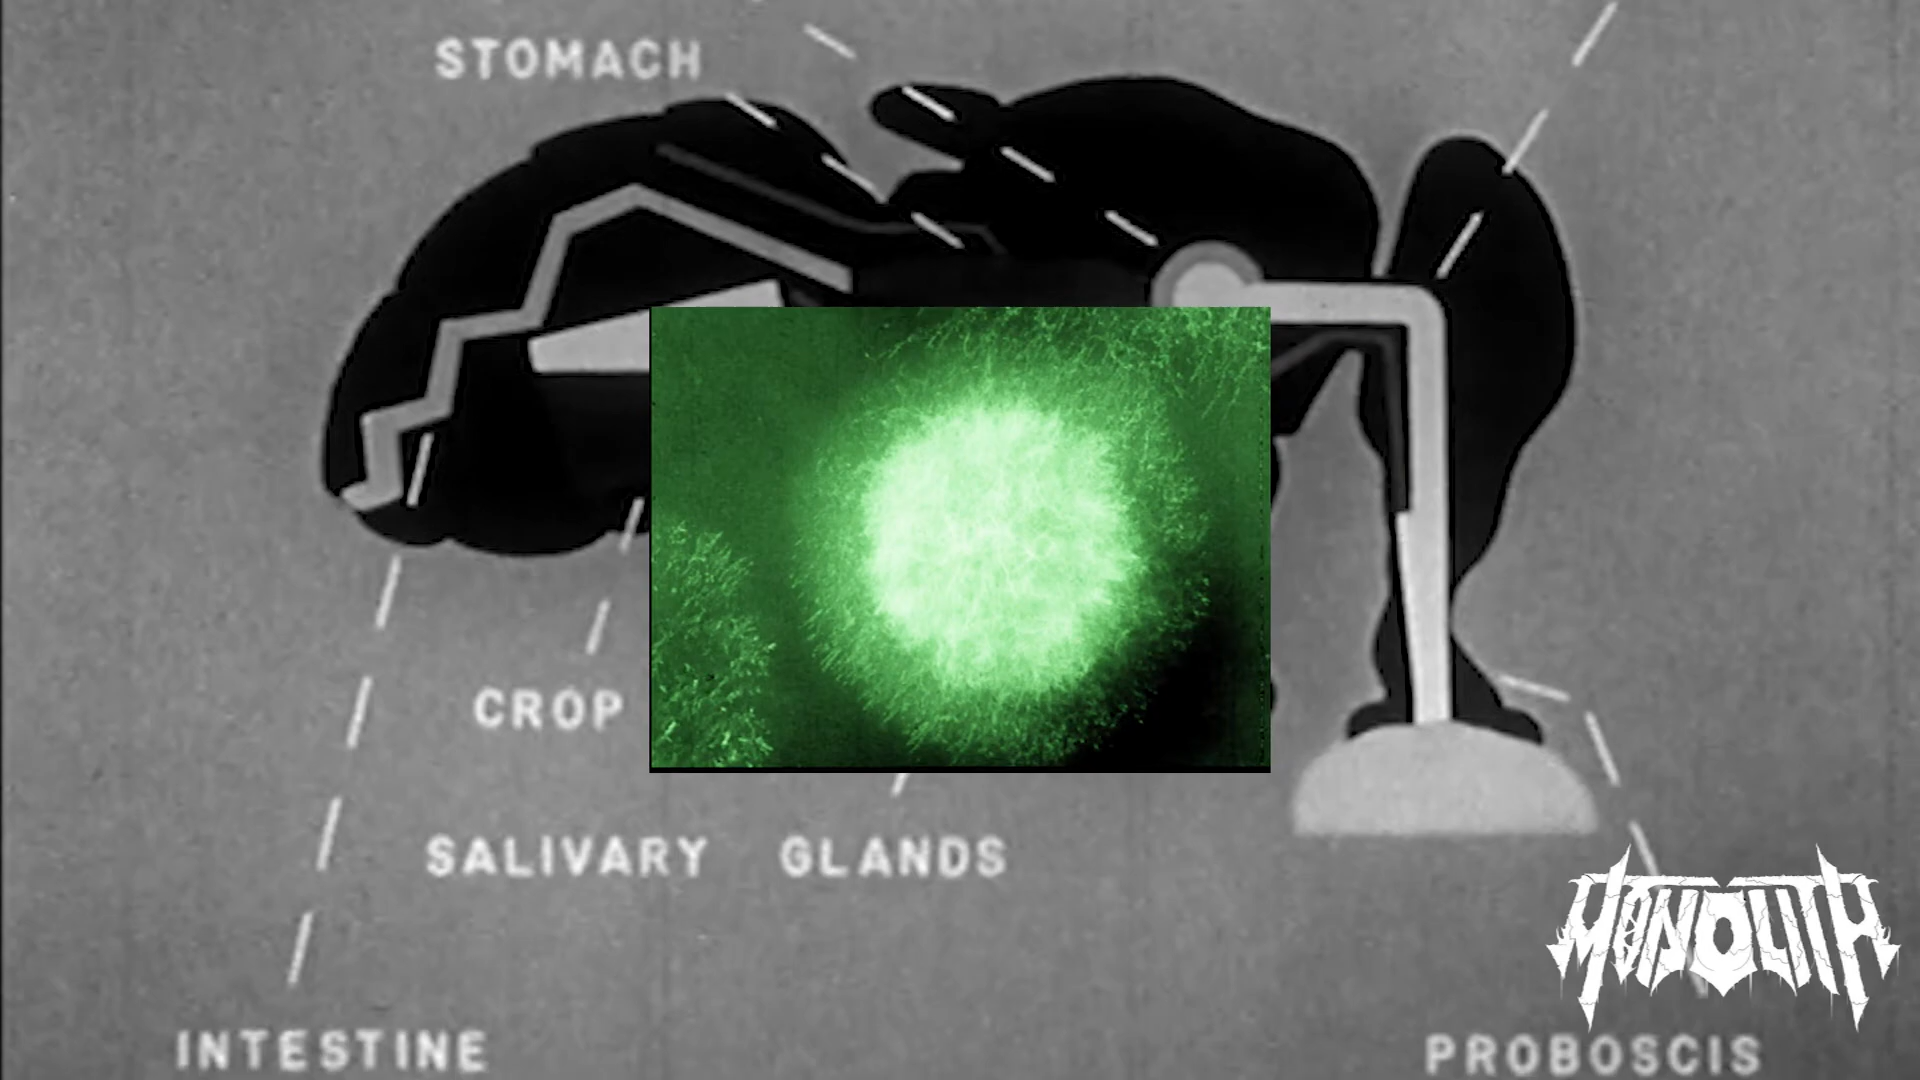 STOMACH
CROP
SALIVARY GLANDS
MONOLITH
INTESTINE
PROBOSCIS